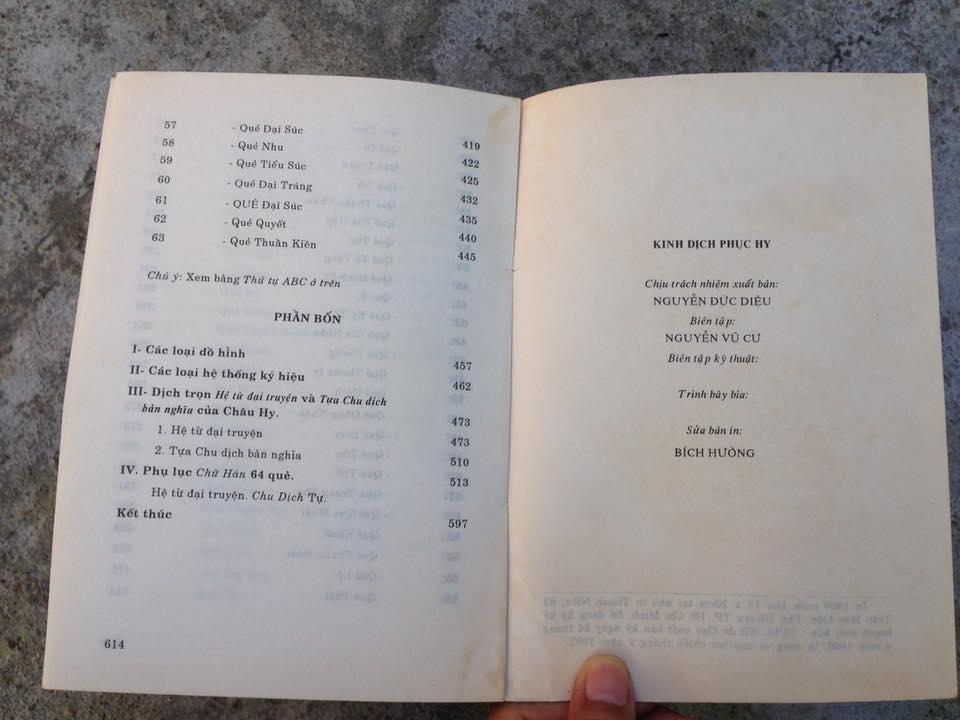 57 - Quẻ Đại Súc
58 - Quẻ Nhu 419
59 - Quẻ Tiểu Súc 422
60 - Quẻ Đại Tráng 425
61 - QUẺ Đại Súc 432
62 - Quẻ Quyết 435
63 - Quẻ Thuần Kiền 440
445
Chú ý: Xem bảng Thứ tự ABC ở trên
PHẦN BỐN
I- Các loại đồ hình 457
II- Các loại hệ thống ký hiệu 462
III- Dịch trọn Hệ từ đại truyện và Tựa Chu dịch
bản nghĩa của Châu Hy. 473
1. Hệ từ đại truyện 473
2. Tựa Chu dịch bản nghĩa 510
IV. Phụ lục Chữ Hán 64 quẻ. 513
Hệ từ đại truyện. Chu Dịch Tự.
Kết thúc 597
614
KINH DỊCH PHỤC HY
Chịu trách nhiệm xuất bản:
NGUYỄN ĐỨC DIỆU
Biên tập:
NGUYỄN VŨ CƯ
Biên tập kỹ thuật:
Trình bày bìa:
Sửa bản in:
BÍCH HƯỜNG